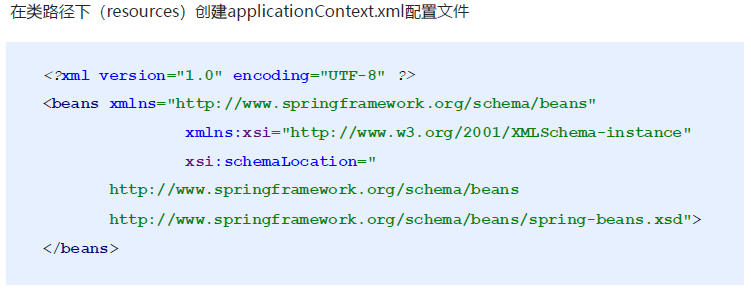 在类路径下（resources）创建applicationContext.xml配置文件
<?xml version="1.0" encoding="UTF-8" ?>
<beans xmlns="http://www.springframework.org/schema/beans"
xmlns:xsi="http://www.w3.org/2001/XMLSchema-instance"
xsi:schemaLocation="
http://www.springframework.org/schema/beans
http://www.springframework.org/schema/beans/spring-beans.xsd">
</beans>